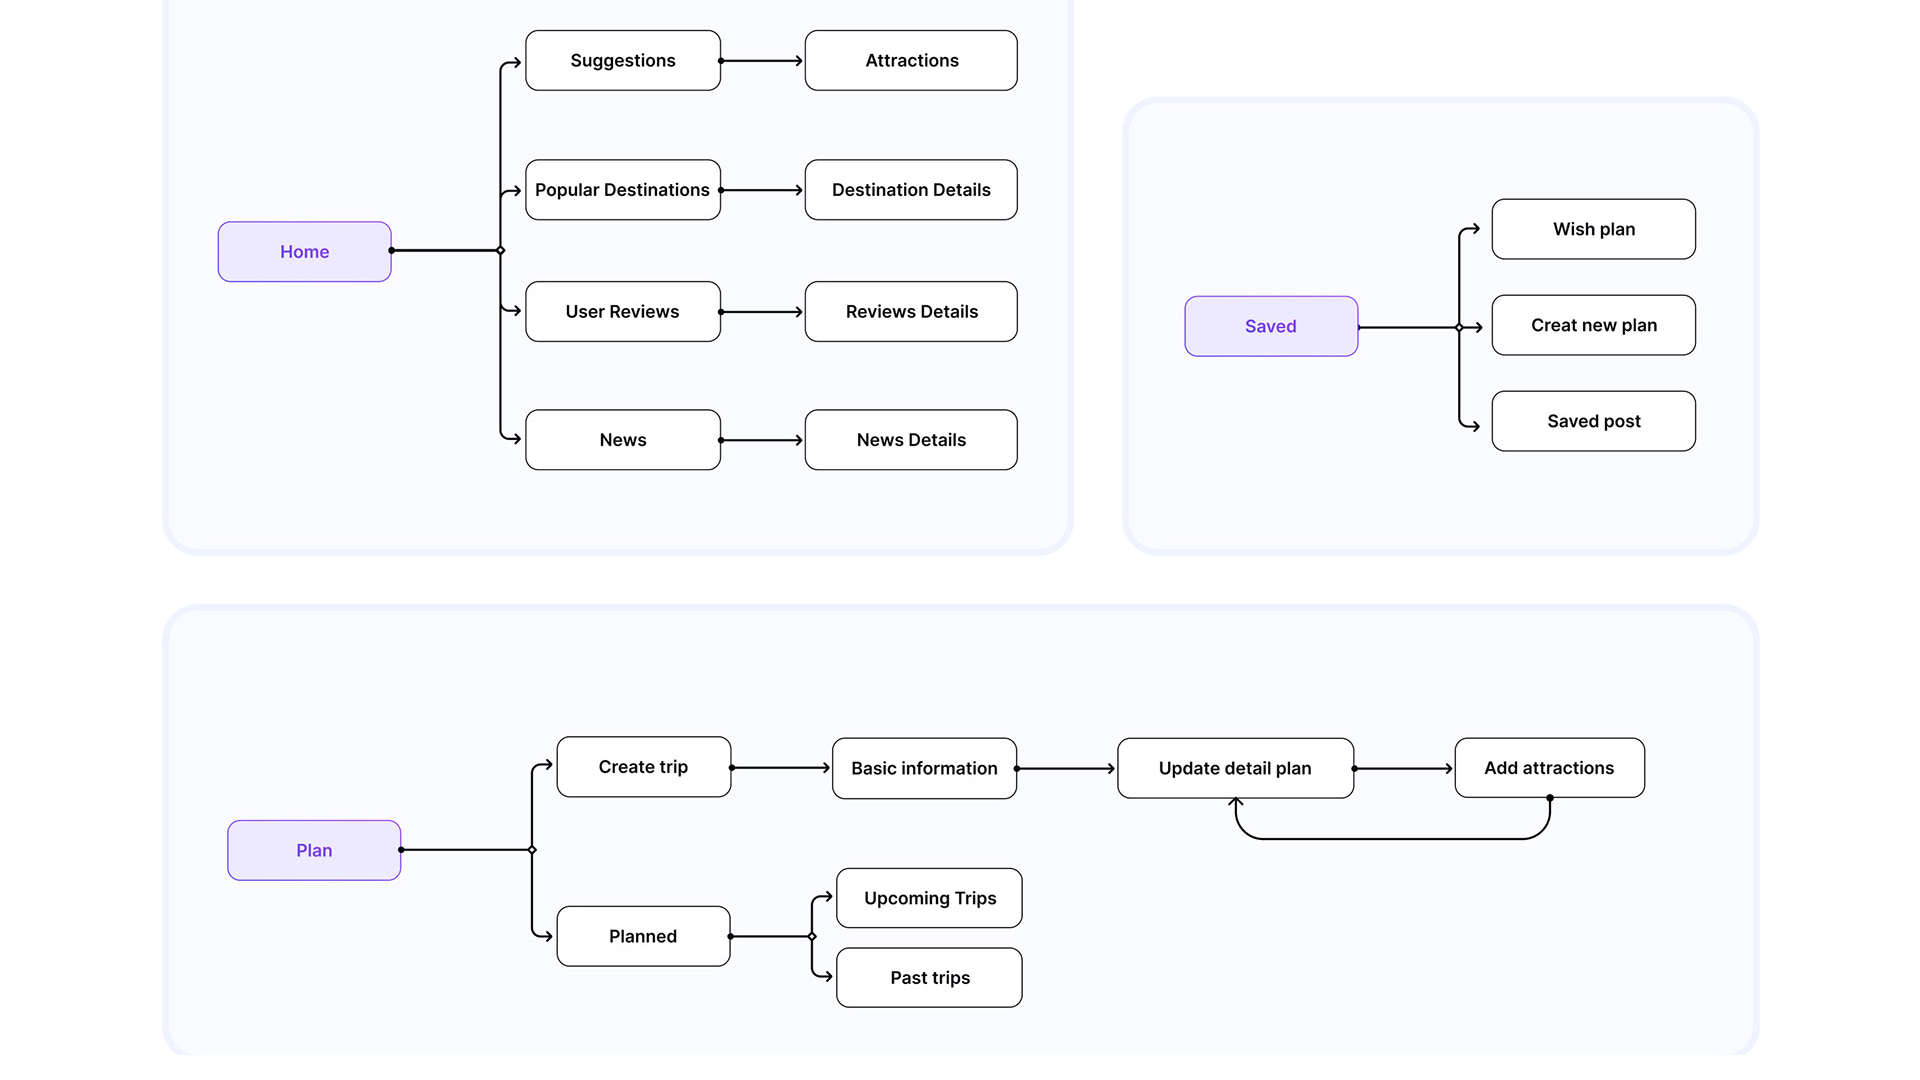 Suggestions
Attractions
Popular Destinations
Destination Details
Home
User Reviews
Reviews Details
News
News Details
Wish plan
Saved
Creat new plan
Saved post
Create trip
Basic information
Update detail plan
Add attractions
Plan
Planned
Upcoming Trips
Past trips